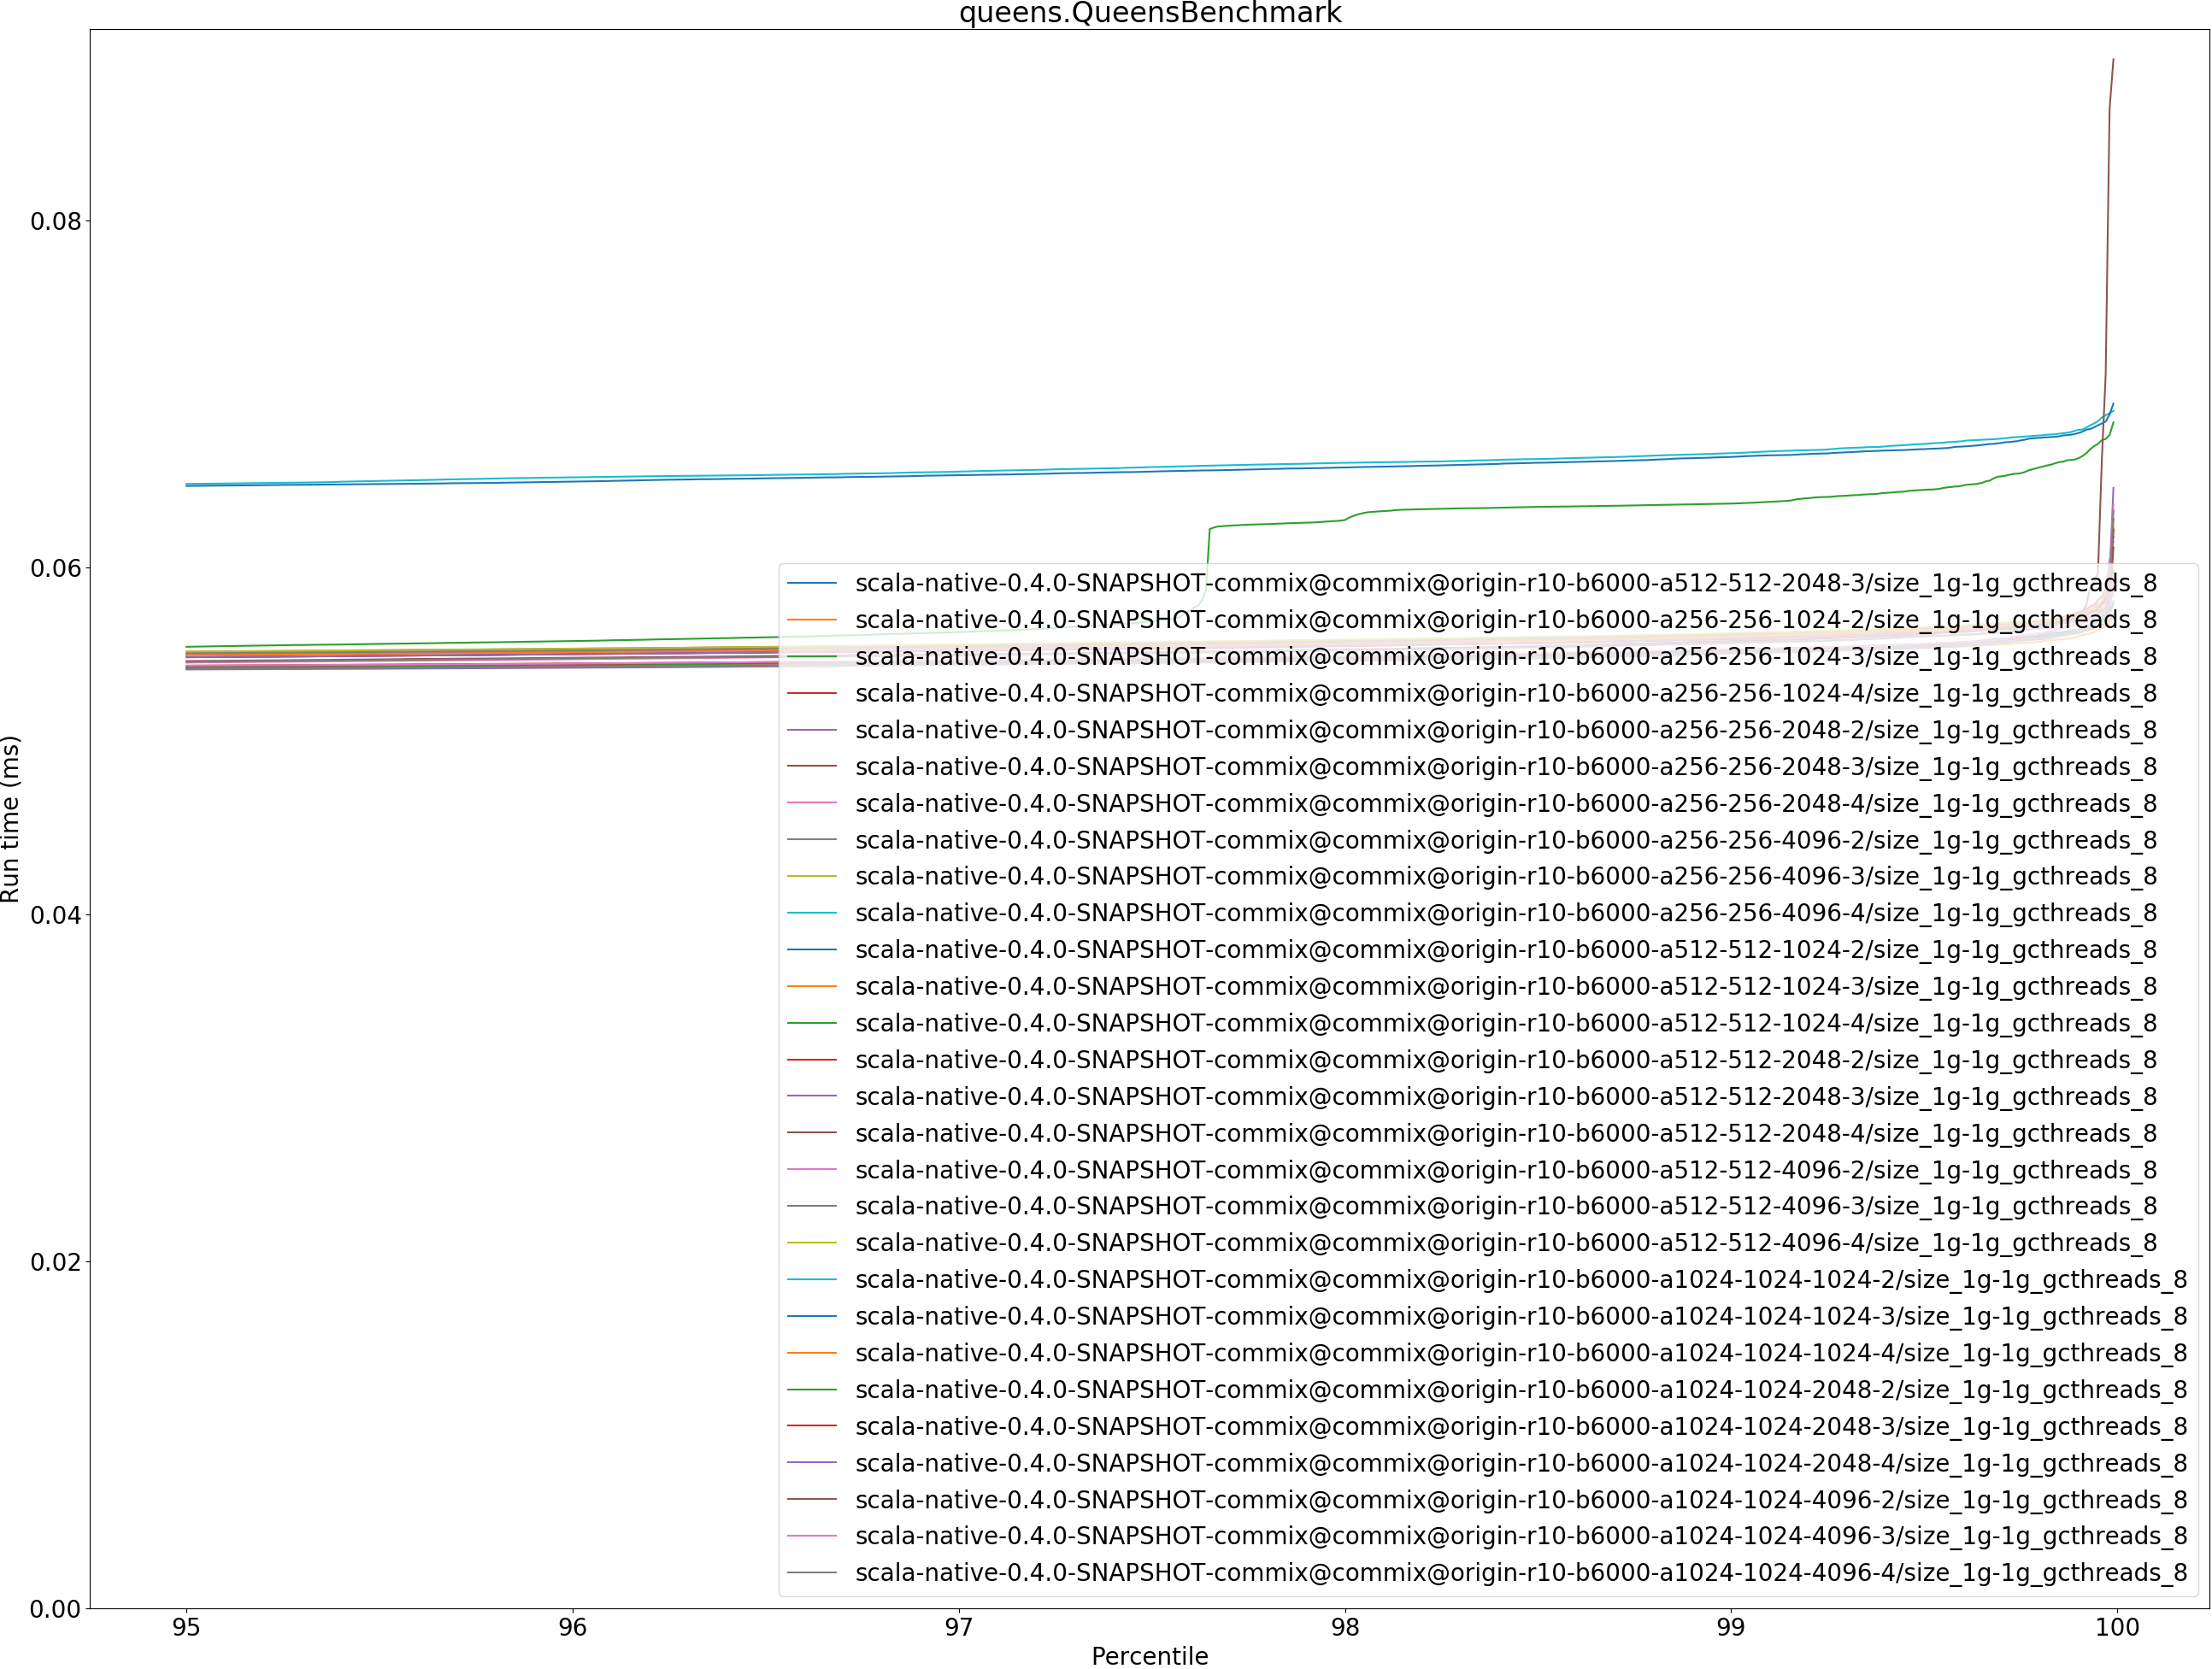 queens.QueensBenchmark
0.08
0.06
0.04
0.02
0.00
Run time (ms)
scala-native-0.4.0-SNAPSHOT-commix@commix@origin-r10-b6000-a512-512-2048-3/size_1g-1g_gcthreads_8
scala-native-0.4.0-SNAPSHOT-commix@commix@origin-r10-b6000-a256-256-1024-2/size_1g-1g_gcthreads_8
scala-native-0.4.0-SNAPSHOT-commix@commix@origin-r10-b6000-a256-256-1024-3/size_1g-1g_gcthreads_8
scala-native-0.4.0-SNAPSHOT-commix@commix@origin-r10-b6000-a256-256-1024-4/size_1g-1g_gcthreads_8
scala-native-0.4.0-SNAPSHOT-commix@commix@origin-r10-b6000-a256-256-2048-2/size_1g-1g_gcthreads_8
scala-native-0.4.0-SNAPSHOT-commix@commix@origin-r10-b6000-a256-256-2048-3/size_1g-1g_gcthreads_8
scala-native-0.4.0-SNAPSHOT-commix@commix@origin-r10-b6000-a256-256-2048-4/size_1g-1g_gcthreads_8
scala-native-0.4.0-SNAPSHOT-commix@commix@origin-r10-b6000-a256-256-4096-2/size_1g-1g_gcthreads_8
scala-native-0.4.0-SNAPSHOT-commix@commix@origin-r10-b6000-a256-256-4096-3/size_1g-1g_gcthreads_8
scala-native-0.4.0-SNAPSHOT-commix@commix@origin-r10-b6000-a256-256-4096-4/size_1g-1g_gcthreads_8
scala-native-0.4.0-SNAPSHOT-commix@commix@origin-r10-b6000-a512-512-1024-2/size_1g-1g_gcthreads_8
scala-native-0.4.0-SNAPSHOT-commix@commix@origin-r10-b6000-a512-512-1024-3/size_1g-1g_gcthreads_8
scala-native-0.4.0-SNAPSHOT-commix@commix@origin-r10-b6000-a512-512-1024-4/size_1g-1g_gcthreads_8
scala-native-0.4.0-SNAPSHOT-commix@commix@origin-r10-b6000-a512-512-2048-2/size_1g-1g_gcthreads_8
scala-native-0.4.0-SNAPSHOT-commix@commix@origin-r10-b6000-a512-512-2048-3/size_1g-1g_gcthreads_8
scala-native-0.4.0-SNAPSHOT-commix@commix@origin-r10-b6000-a512-512-2048-4/size_1g-1g_gcthreads_8
scala-native-0.4.0-SNAPSHOT-commix@commix@origin-r10-b6000-a512-512-4096-2/size_1g-1g_gcthreads_8
scala-native-0.4.0-SNAPSHOT-commix@commix@origin-r10-b6000-a512-512-4096-3/size_1g-1g_gcthreads_8
scala-native-0.4.0-SNAPSHOT-commix@commix@origin-r10-b6000-a512-512-4096-4/size_1g-1g_gcthreads_8
scala-native-0.4.0-SNAPSHOT-commix@commix@origin-r10-b6000-a1024-1024-1024-2/size_1g-1g_gcthreads_8
scala-native-0.4.0-SNAPSHOT-commix@commix@origin-r10-b6000-a1024-1024-1024-3/size_1g-1g_gcthreads_8
scala-native-0.4.0-SNAPSHOT-commix@commix@origin-r10-b6000-a1024-1024-1024-4/size_1g-1g_gcthreads_8
scala-native-0.4.0-SNAPSHOT-commix@commix@origin-r10-b6000-a1024-1024-2048-2/size_1g-1g_gcthreads_8
scala-native-0.4.0-SNAPSHOT-commix@commix@origin-r10-b6000-a1024-1024-2048-3/size_1g-1g_gcthreads_8
scala-native-0.4.0-SNAPSHOT-commix@commix@origin-r10-b6000-a1024-1024-2048-4/size_1g-1g_gcthreads_8
scala-native-0.4.0-SNAPSHOT-commix@commix@origin-r10-b6000-a1024-1024-4096-2/size_1g-1g_gcthreads_8
scala-native-0.4.0-SNAPSHOT-commix@commix@origin-r10-b6000-a1024-1024-4096-3/size_1g-1g_gcthreads_8
scala-native-0.4.0-SNAPSHOT-commix@commix@origin-r10-b6000-a1024-1024-4096-4/size_1g-1g_gcthreads_8
95 96 97 98 99 100
Percentile